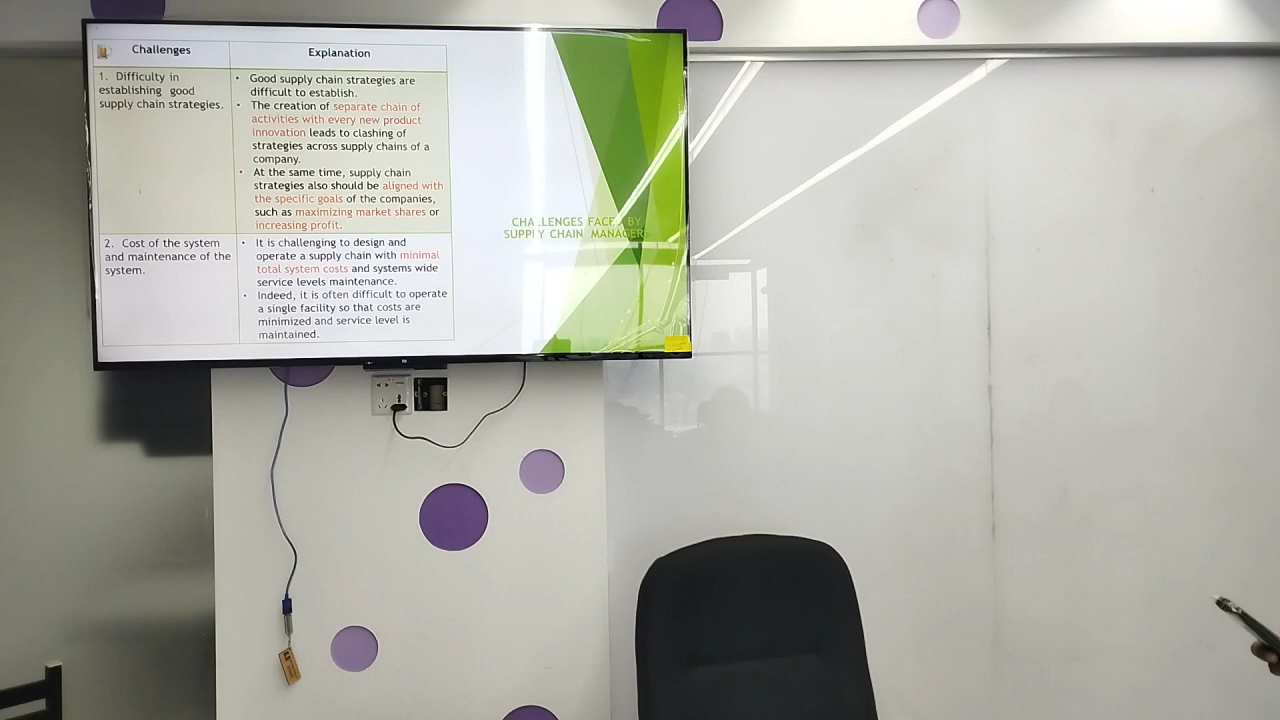 Challenges
Explanation
1. Difficulty in
establishing good
supply chain strategies.
• Good supply chain strategies are
difficult to establish.
• The creation of separate chain of
activities with every new product
innovation leads to clashing of
strategies across supply chains of a
company.
• At the same time, supply chain
strategies also should be aligned with
the specific goals of the companies,
such as maximizing market shares or
increasing profit.
2. Cost of the system
and maintenance of the
system.
• It is challenging to design and
operate a supply chain with minimal
total system costs and systems wide
service levels maintenance.
• Indeed, it is often difficult to operate
a single facility so that costs are
minimized and service level is
maintained.
CHALLENGES FACED BY
SUPPLY CHAIN MANAGERS